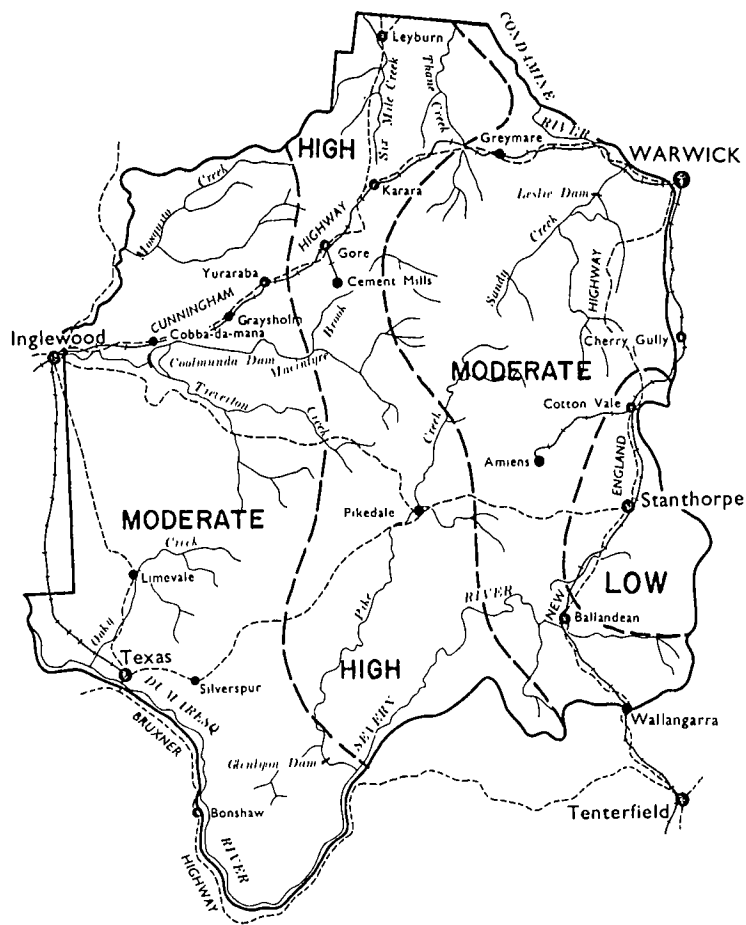 Leyburn
CONDAMINE
RIVER
Six Mile Creek
Thane
Creek
HIGH
Greymare
WARWICK
Karara
Leslie Dam
Mosquito
Creek
HIGHWAY
Gore
Sandy
Creek
HIGHWAY
Yuraraba
Cement Mills
CUNNINGHAM
Graysholm
Brook
Inglewood
Cobba-da-mana
Cherry Gully
Coolmunda Dam
Macintyre
MODERATE
Treverton
Creek
Cotton Vale
Creek
Amiens
ENGLAND
Stanthorpe
MODERATE
Pikedale
Creek
Limevale
LOW
Pike
RIVER
NEW
Ballandean
Oaky
Texas
HIGH
Silverspur
DUMARESQ
SEVERN
Wallangarra
BRUXNER
Glenlyon Dam
Tenterfield
Bonshaw
RIVER
HIGHWAY